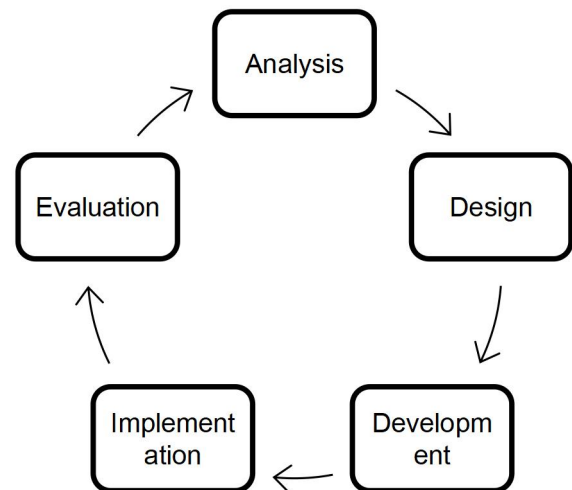 Analysis
Design
Developm
ent
Implement
ation
Evaluation